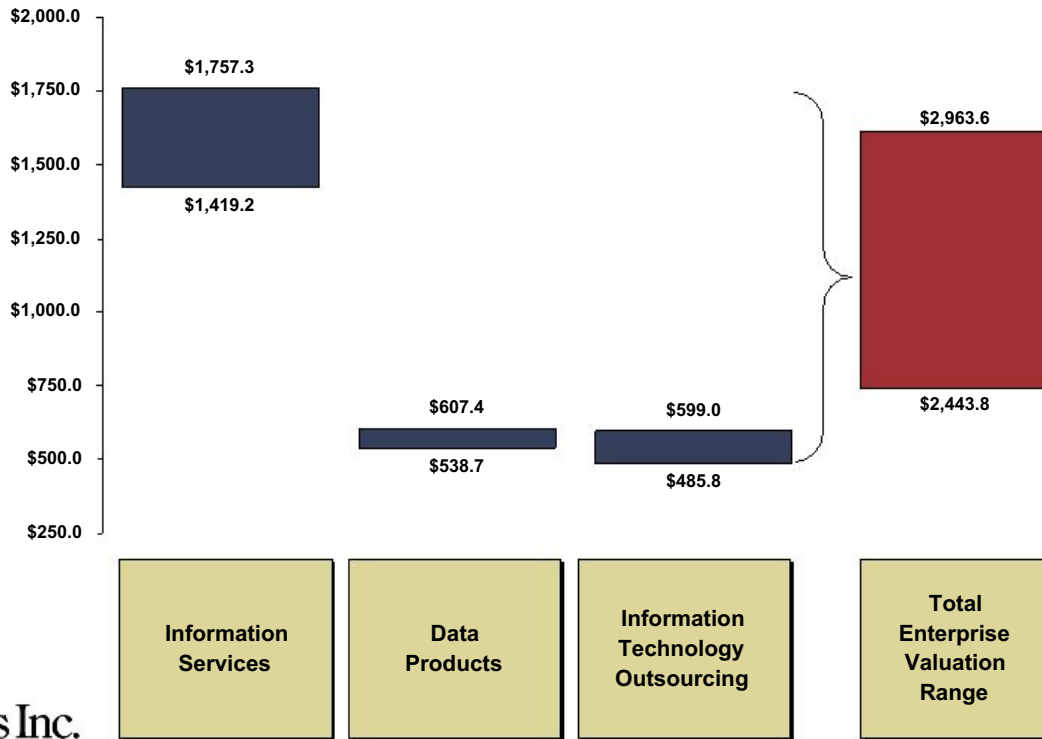 $2,000.0
$1,750.0
$1,500.0
$1,250.0
$1,000.0
$750.0
$500.0
$250.0
$1,757.3
$1,419.2
$607.4
$538.7
$599.0
$485.8
$2,963.6
$2,443.8
Information
Services
Data
Products
Information
Technology
Outsourcing
Total
Enterprise
Valuation
Range
Inc.